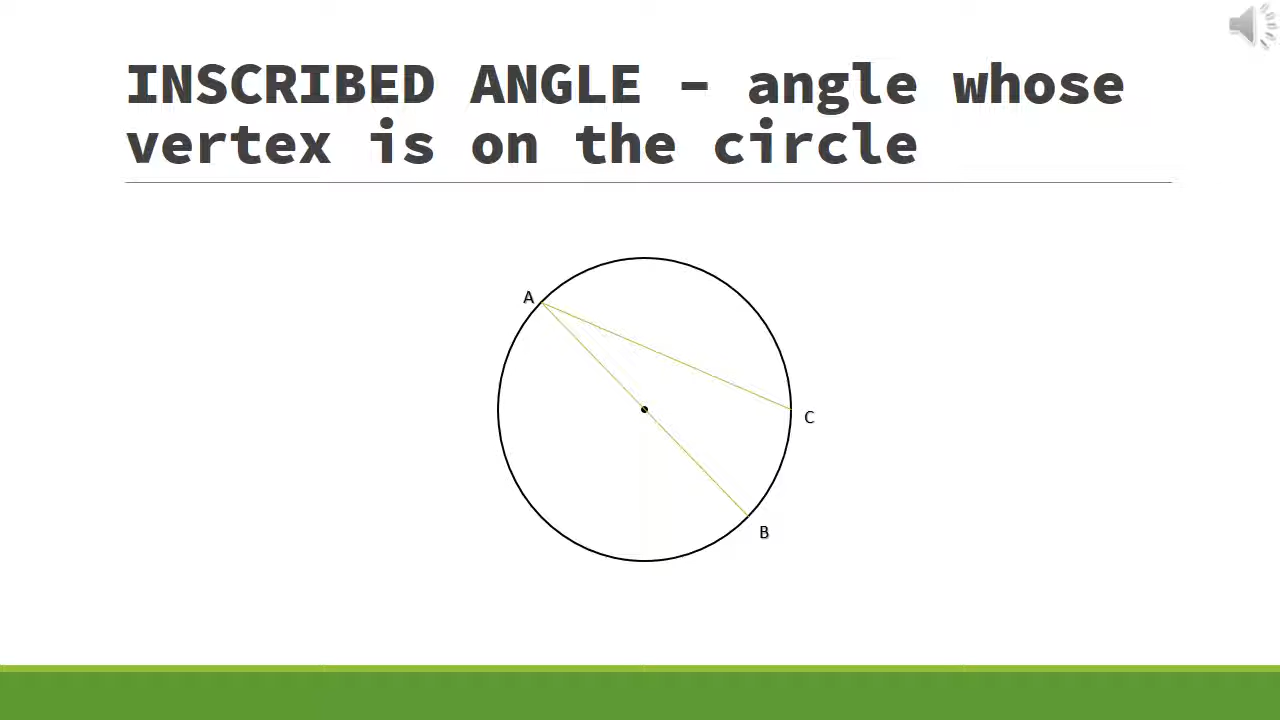 INSCRIBED ANGLE – angle whose
vertex is on the circle
A
C
B